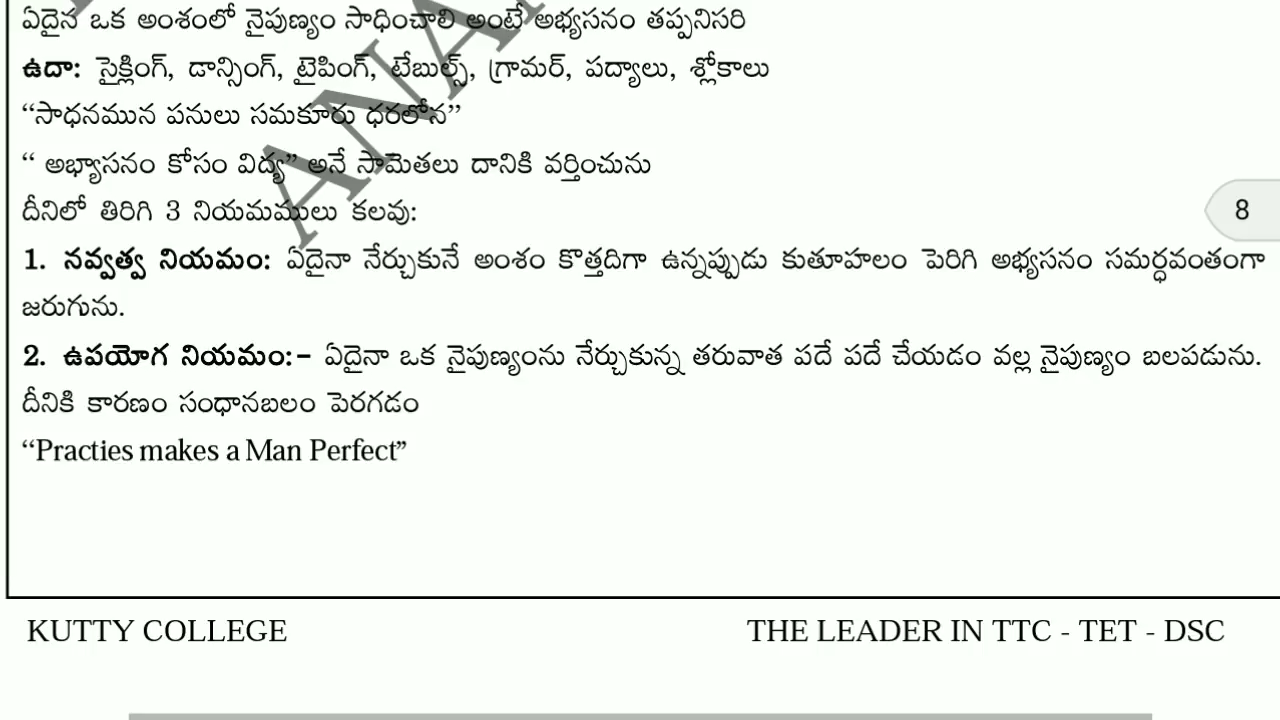 ఏదైన ఒక అంశంలో నైపుణ్యం సాధించాలి అంటే అభ్యసనం తప్పనిసరి
ఉదా: సైక్లింగ్, డాన్సింగ్, టైపింగ్, టేబుల్స్, గ్రామర్, పద్యాలు, శ్లోకాలు
“సాధనమున పనులు సమకూరు ధరలోన”
“ అభ్యాసనం కోసం విద్య” అనే సామెతలు దానికి వర్తించును
దీనిలో తిరిగి 3 నియమములు కలవు:
8
1. నవ్వత్వ నియమం: ఏదైనా నేర్చుకునే అంశం కొత్తదిగా ఉన్నప్పుడు కుతూహలం పెరిగి అభ్యసనం సమర్ధవంతంగా
జరుగును.
2. ఉపయోగ నియమం:- ఏదైనా ఒక నైపుణ్యంను నేర్చుకున్న తరువాత పదే పదే చేయడం వల్ల నైపుణ్యం బలపడును.
దీనికి కారణం సంధానబలం పెరగడం
“Practies makes a Man Perfect”
KUTTY COLLEGE
THE LEADER IN TTC - TET - DSC